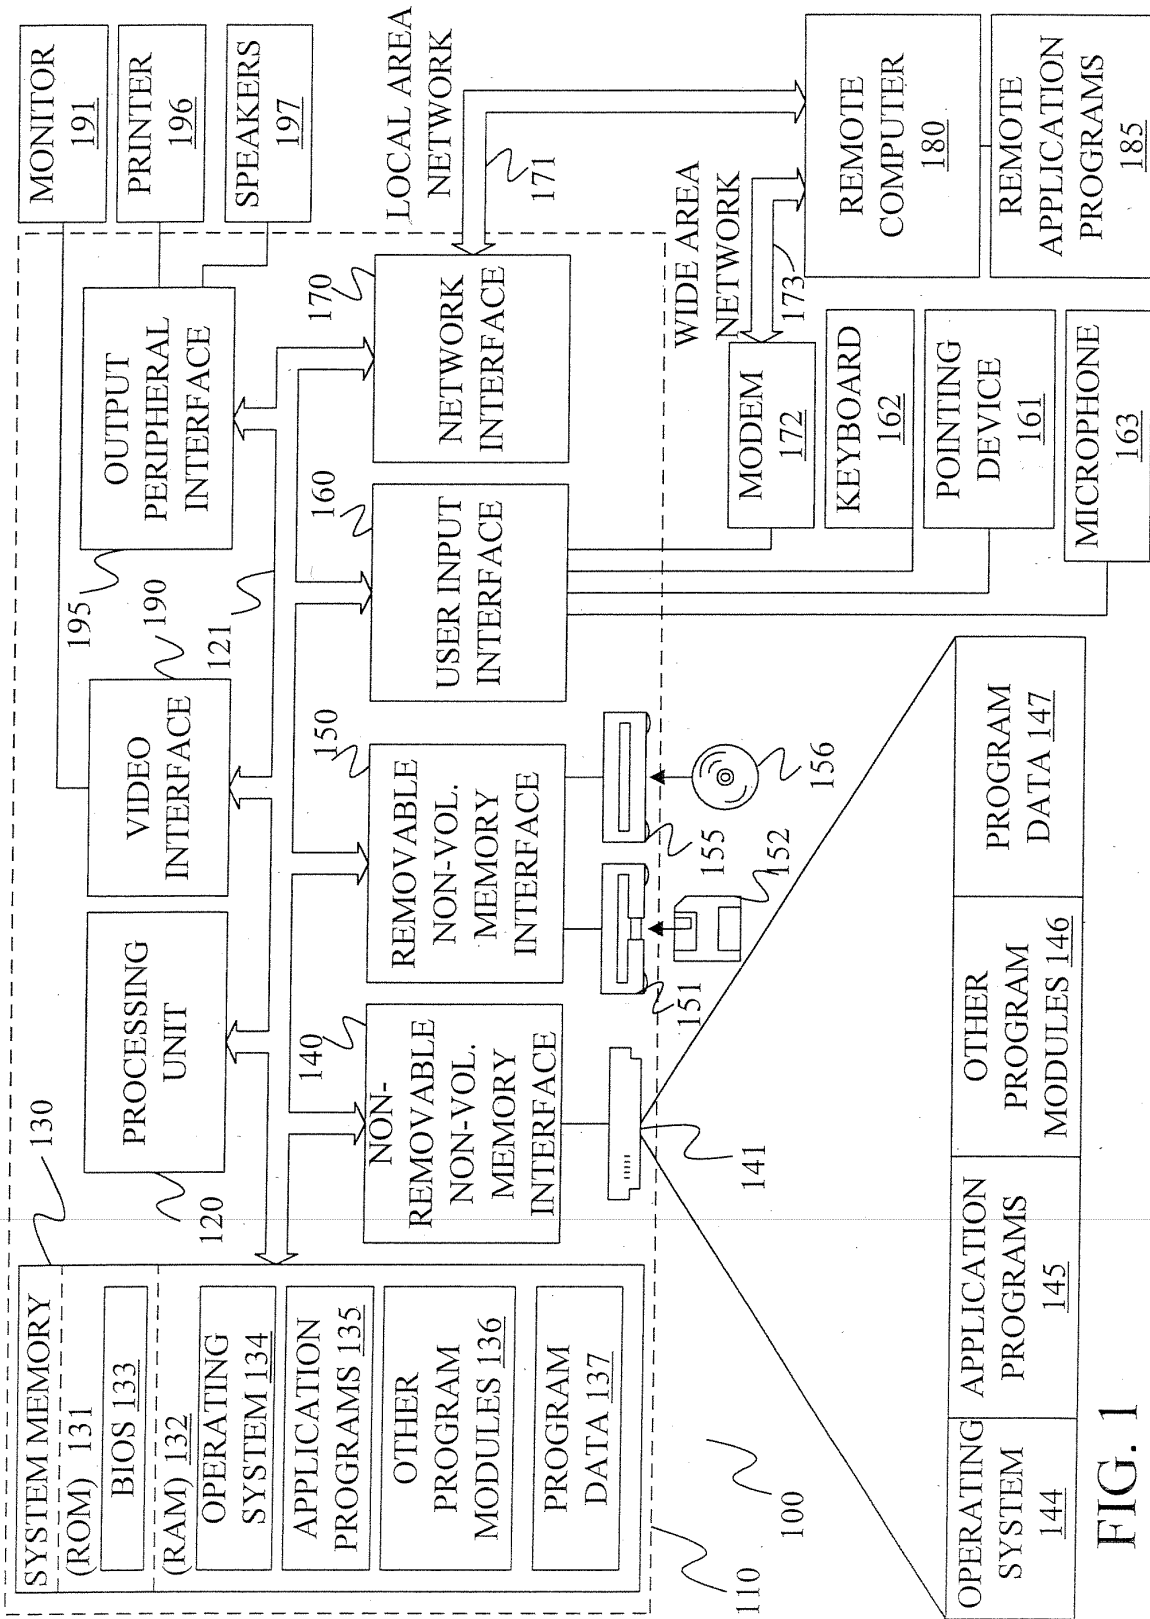 SYSTEM MEMORY
(ROM) 131
BIOS 133
(RAM) 132
OPERATING
SYSTEM 134
APPLICATION
PROGRAMS 135
OTHER
PROGRAM
MODULES 136
PROGRAM
DATA 137
130
PROCESSING
UNIT
120
VIDEO
INTERFACE
190
121
OUTPUT
PERIPHERAL
INTERFACE
195
MONITOR
191
PRINTER
196
SPEAKERS
197
NON-
REMOVABLE
NON-VOL.
MEMORY
INTERFACE
140
REMOVABLE
NON-VOL.
MEMORY
INTERFACE
150
USER INPUT
INTERFACE
160
NETWORK
INTERFACE
170
LOCAL AREA
NETWORK
171
141
151
152
155
156
WIDE AREA
NETWORK
173
MODEM
172
KEYBOARD
162
POINTING
DEVICE
161
MICROPHONE
163
REMOTE
COMPUTER
180
REMOTE
APPLICATION
PROGRAMS
185
110
100
OPERATING
SYSTEM
144
APPLICATION
PROGRAMS
145
OTHER
PROGRAM
MODULES 146
PROGRAM
DATA 147
FIG. 1